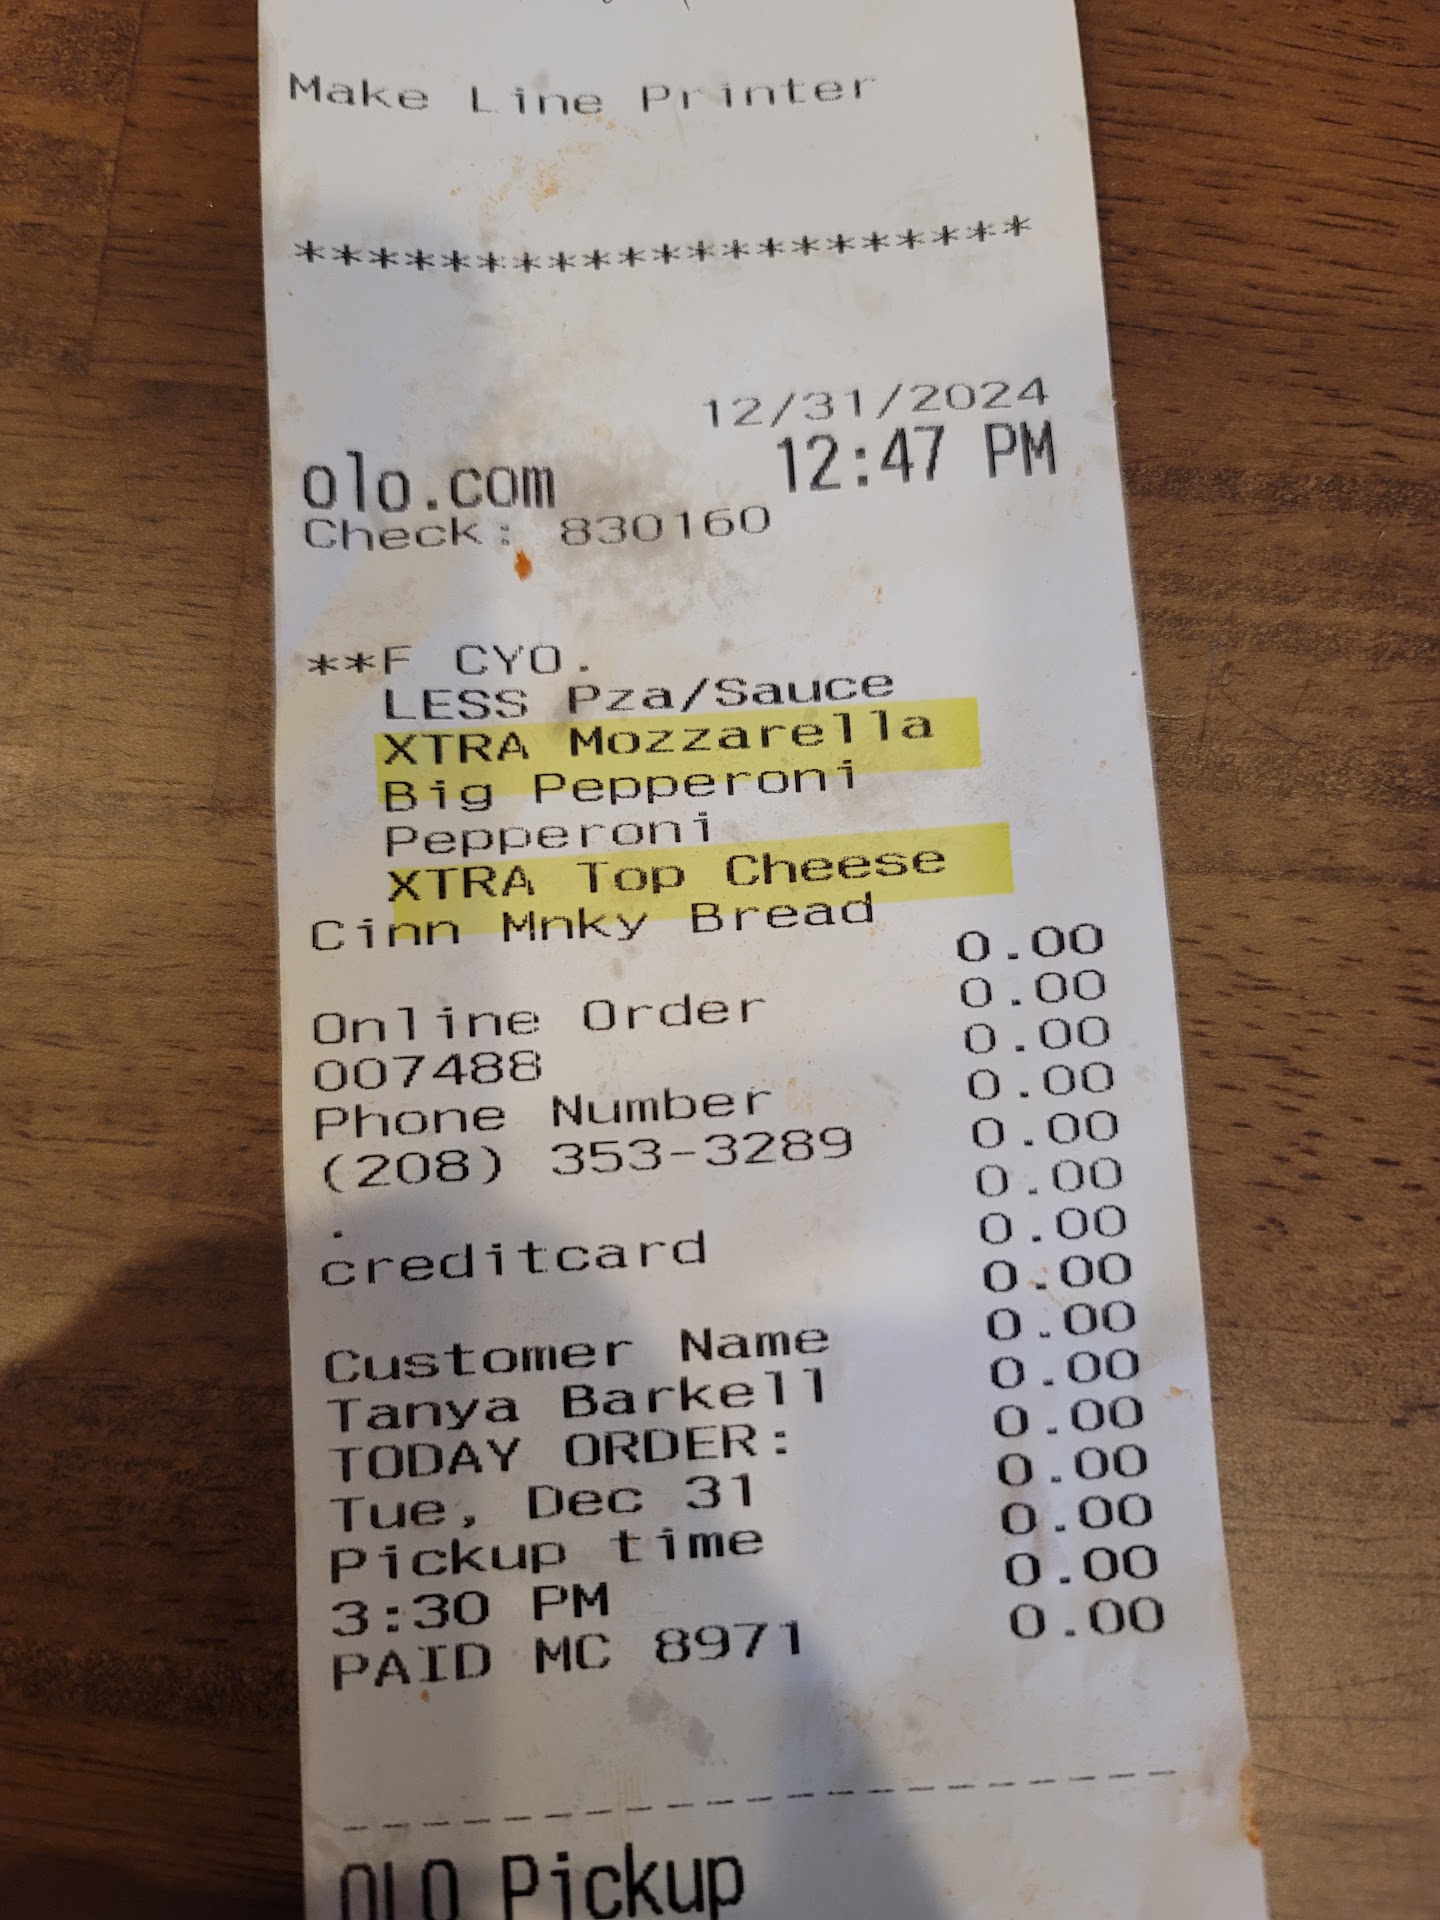 Make Line Printer
*********************
12/31/2024
olo.com 12:47 PM
Check: 830160
**F CYO.
LESS Pza/Sauce
XTRA Mozzarella
Big Pepperoni
Pepperoni
XTRA Top Cheese
Cinn Mnky Bread
0.00
Online Order 0.00
007488 0.00
Phone Number 0.00
(208) 353-3289 0.00
. 0.00
creditcard 0.00
0.00
Customer Name 0.00
Tanya Barkell 0.00
TODAY ORDER: 0.00
Tue, Dec 31 0.00
Pickup time 0.00
3:30 PM 0.00
PAID MC 8971 0.00
OLO Pickup